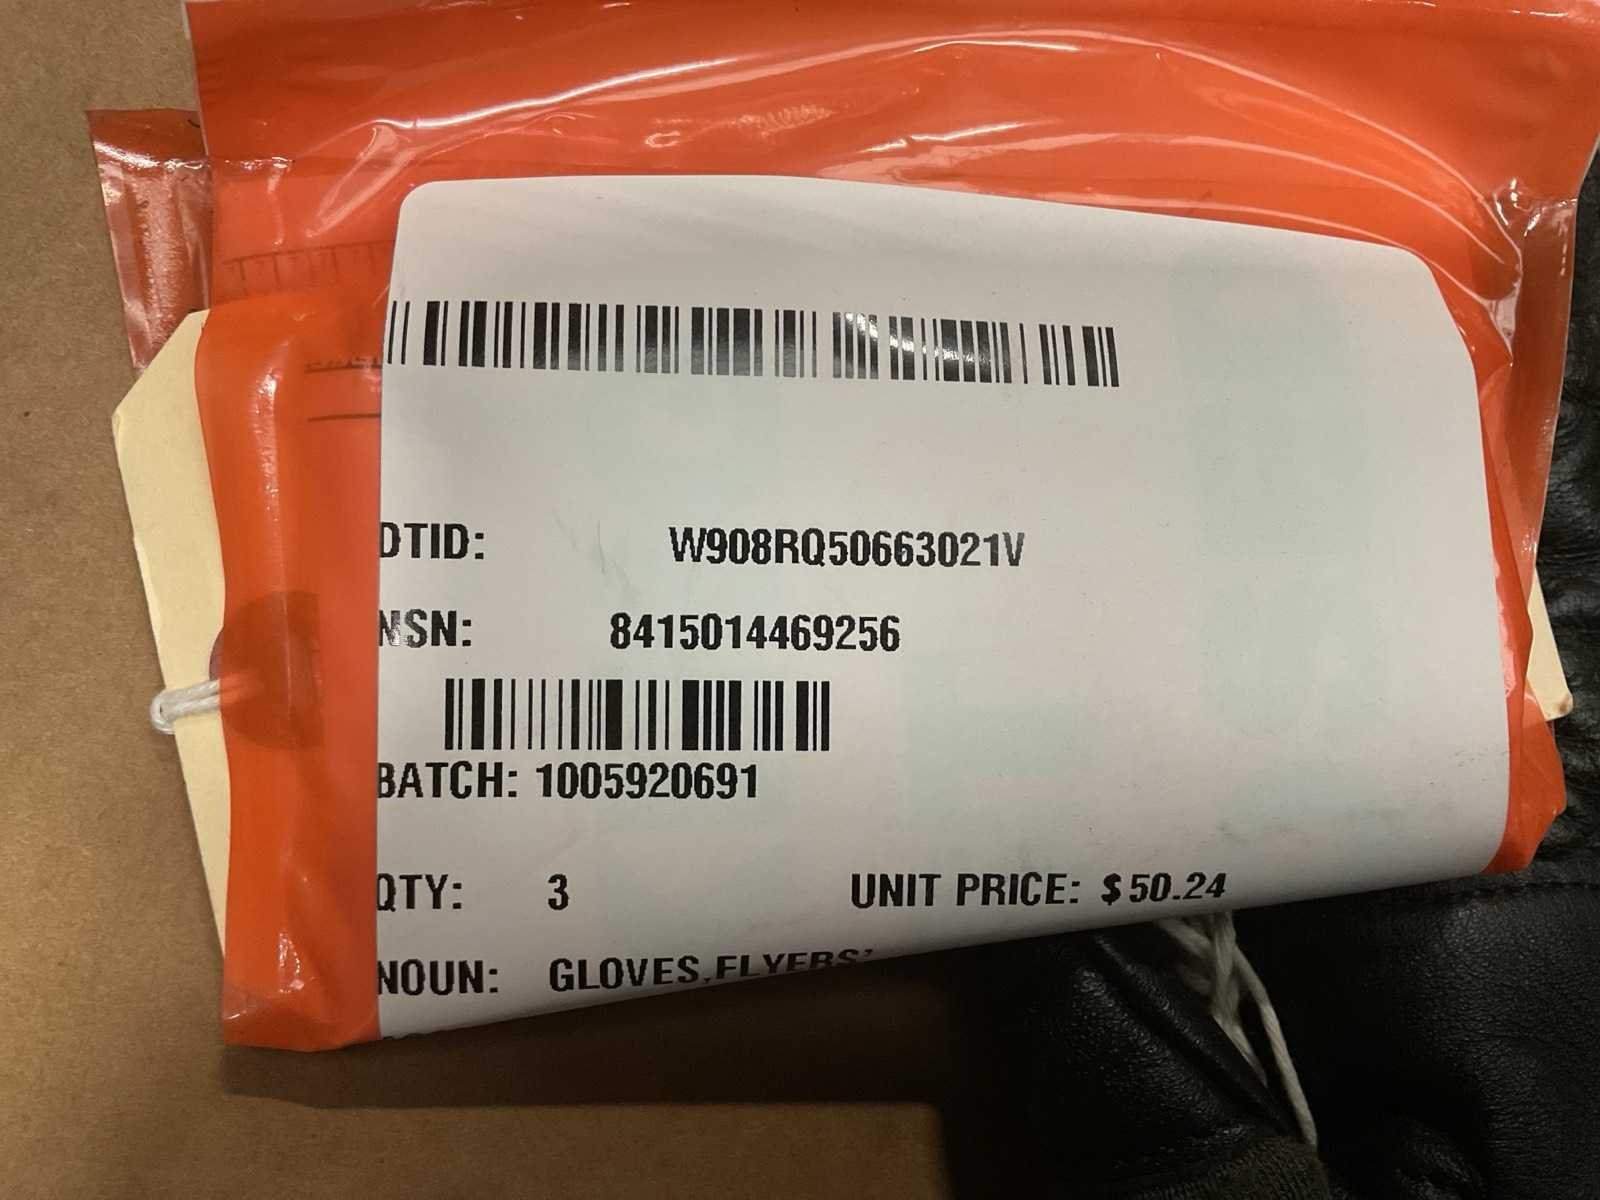 DTID: W908RQ50663021V
NSN: 8415014469256
BATCH: 1005920691
QTY: 3 UNIT PRICE: $ 50.24
NOUN: GLOVES,FLYERS'